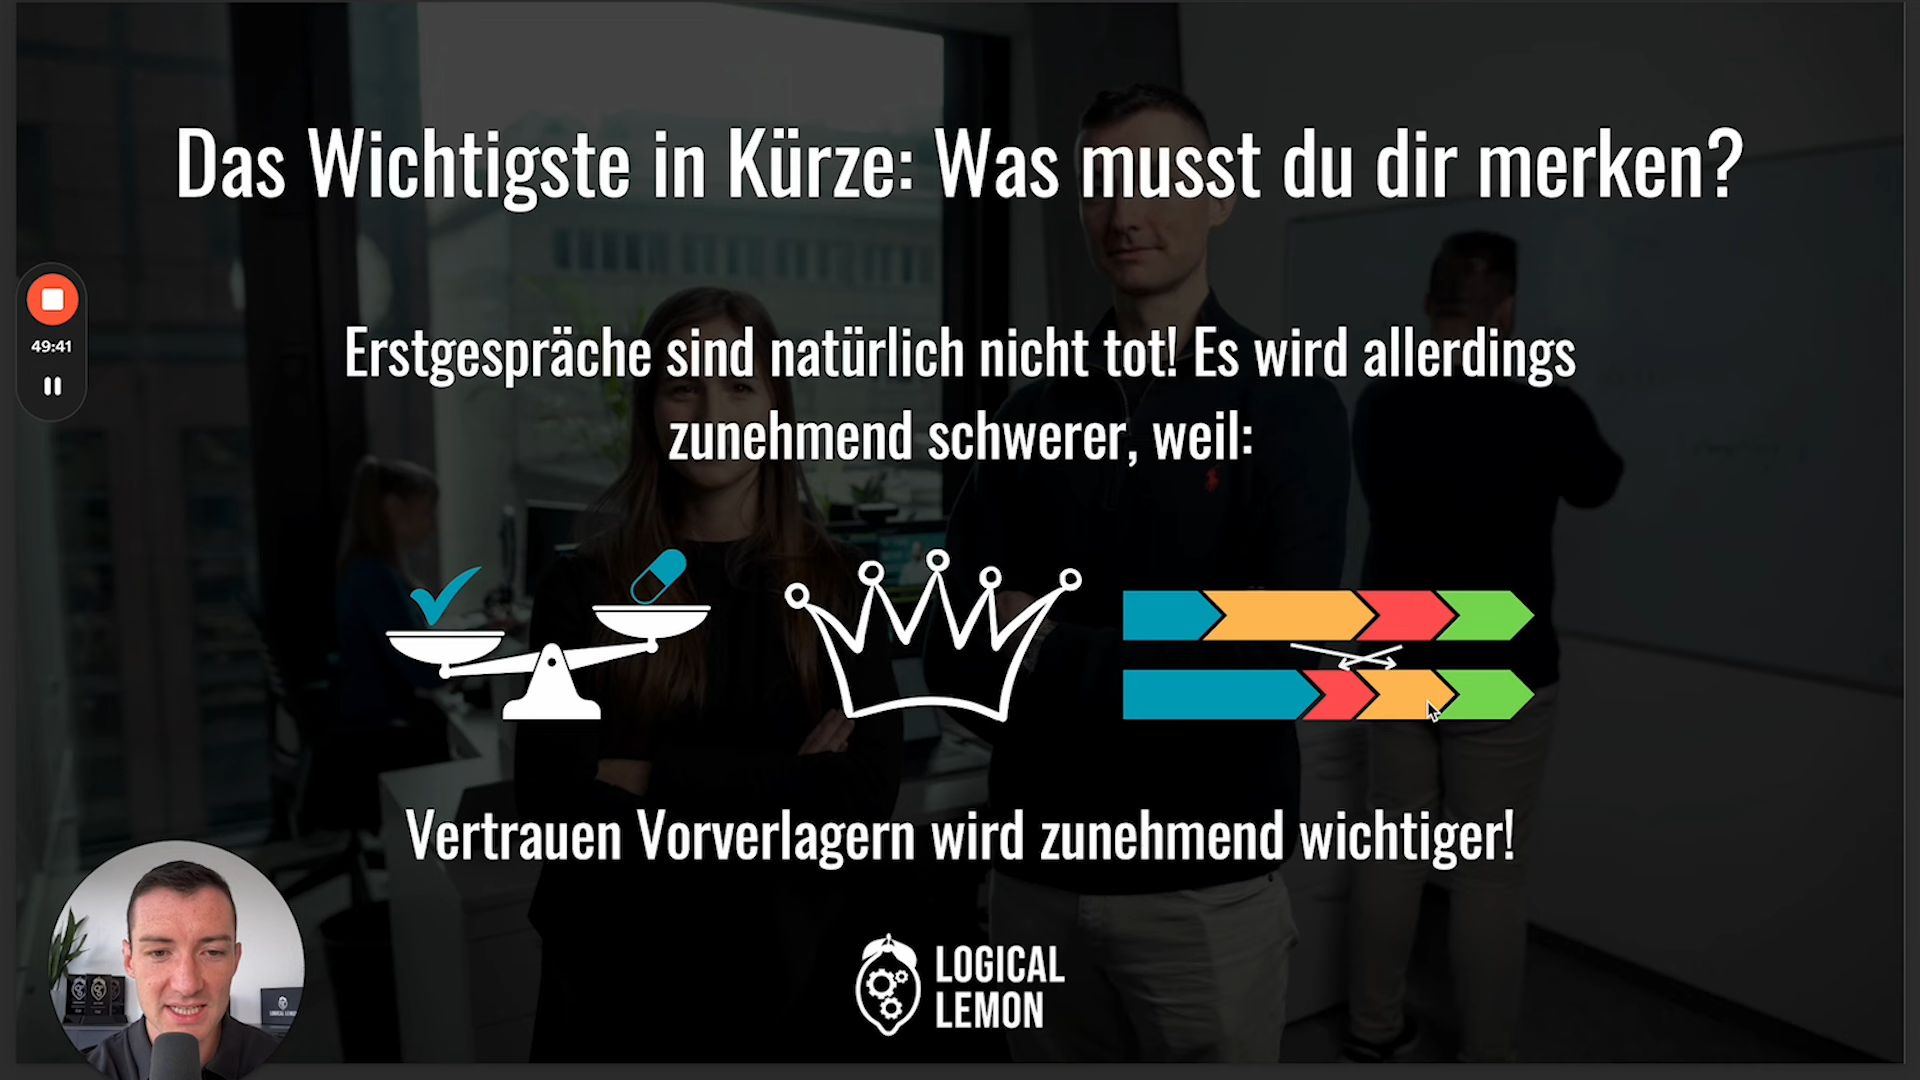 Das Wichtigste in Kürze: Was musst du dir merken?
49:41
Erstgespräche sind natürlich nicht tot! Es wird allerdings
zunehmend schwerer, weil:
Vertrauen Vorverlagern wird zunehmend wichtiger!
LOGICAL
LEMON